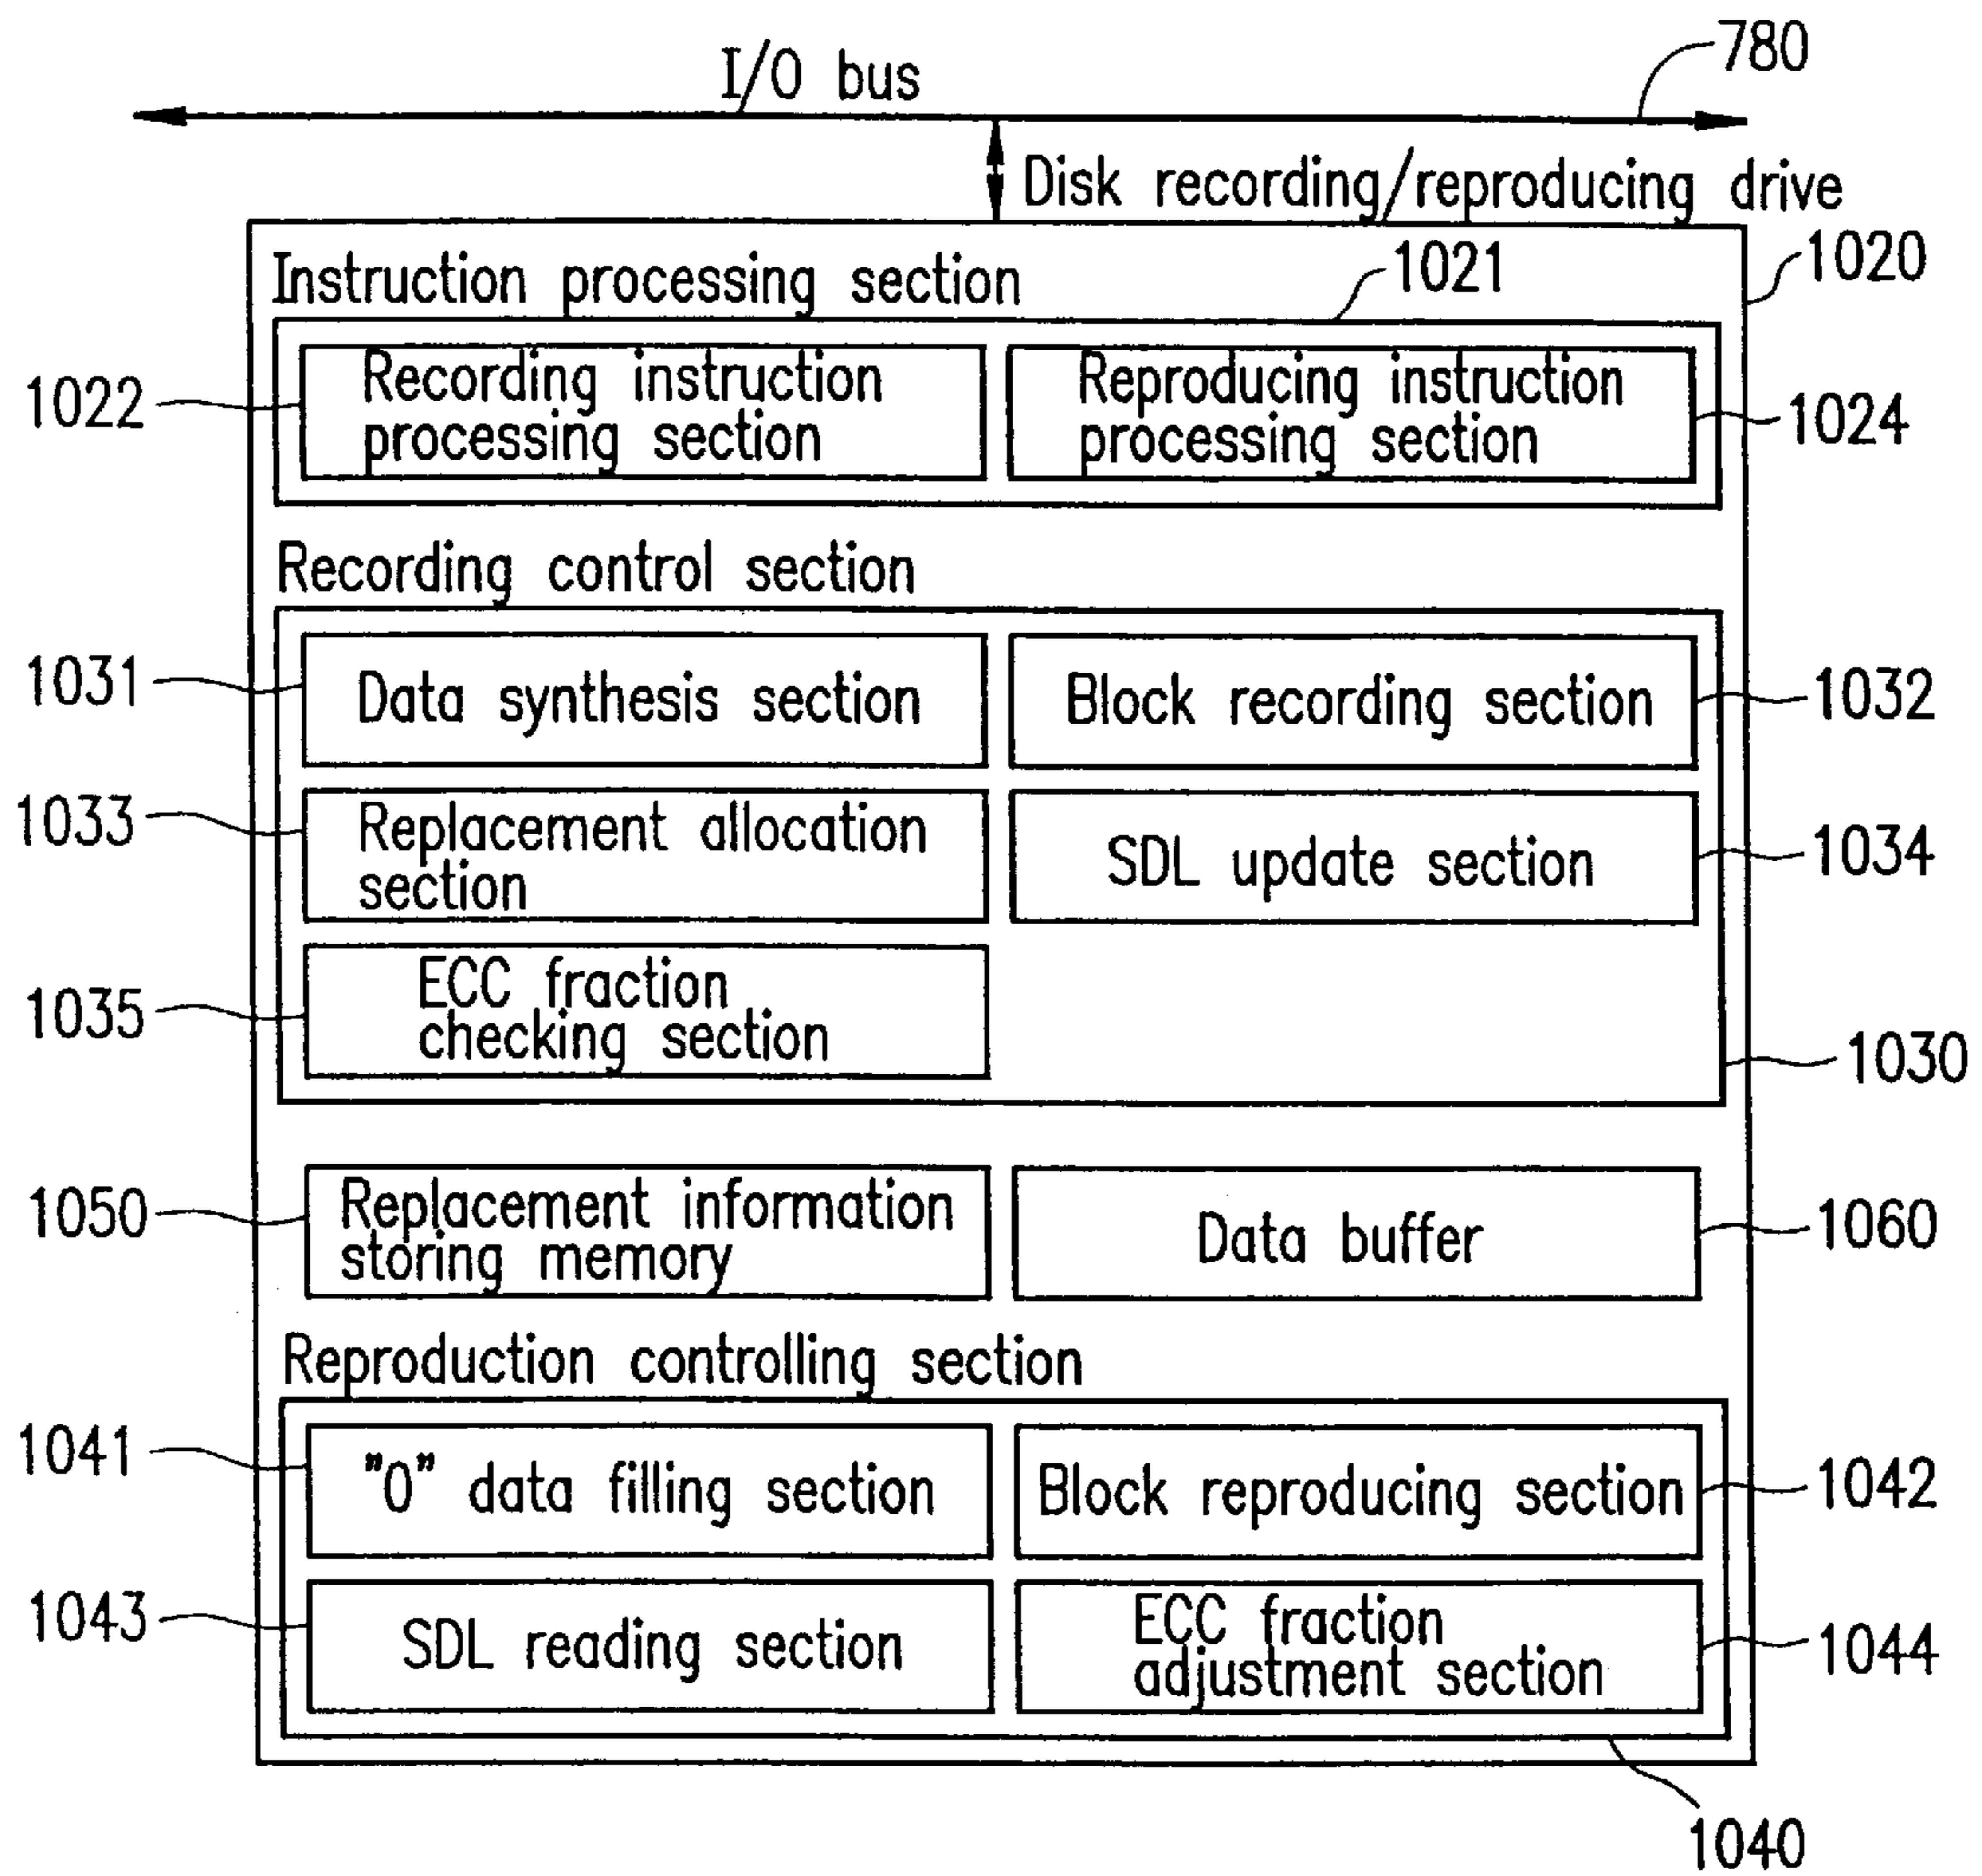 I/O bus
780
Disk recording/reproducing drive
1020
Instruction processing section
1021
1022
Recording instruction
processing section
Reproducing instruction
processing section
1024
Recording control section
1031
Data synthesis section
Block recording section
1032
1033
Replacement allocation
section
SDL update section
1034
1035
ECC fraction
checking section
1030
1050
Replacement information
storing memory
Data buffer
1060
Reproduction controlling section
1041
"0" data filling section
Block reproducing section
1042
1043
SDL reading section
ECC fraction
adjustment section
1044
1040